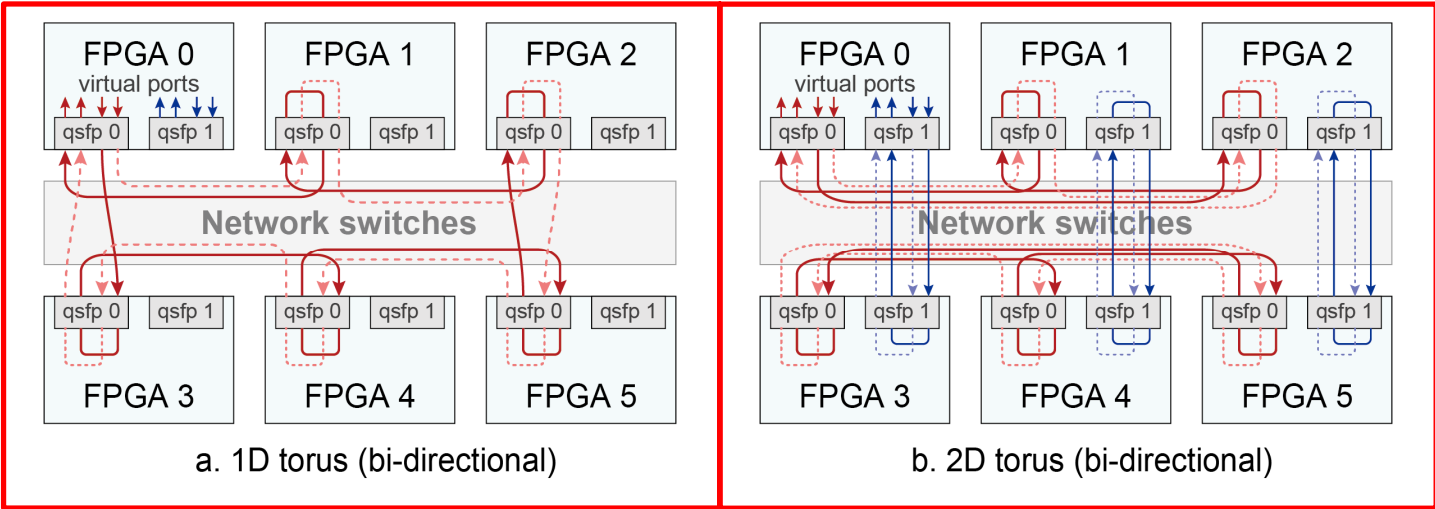 FPGA 0
virtual ports
qsfp 0
qsfp 1
FPGA 1
qsfp 0
qsfp 1
FPGA 2
qsfp 0
qsfp 1
Network switches
qsfp 0
qsfp 1
FPGA 3
qsfp 0
qsfp 1
FPGA 4
qsfp 0
qsfp 1
FPGA 5
a. 1D torus (bi-directional)
FPGA 0
virtual ports
qsfp 0
qsfp 1
FPGA 1
qsfp 0
qsfp 1
FPGA 2
qsfp 0
qsfp 1
Network switches
qsfp 0
qsfp 1
FPGA 3
qsfp 0
qsfp 1
FPGA 4
qsfp 0
qsfp 1
FPGA 5
b. 2D torus (bi-directional)